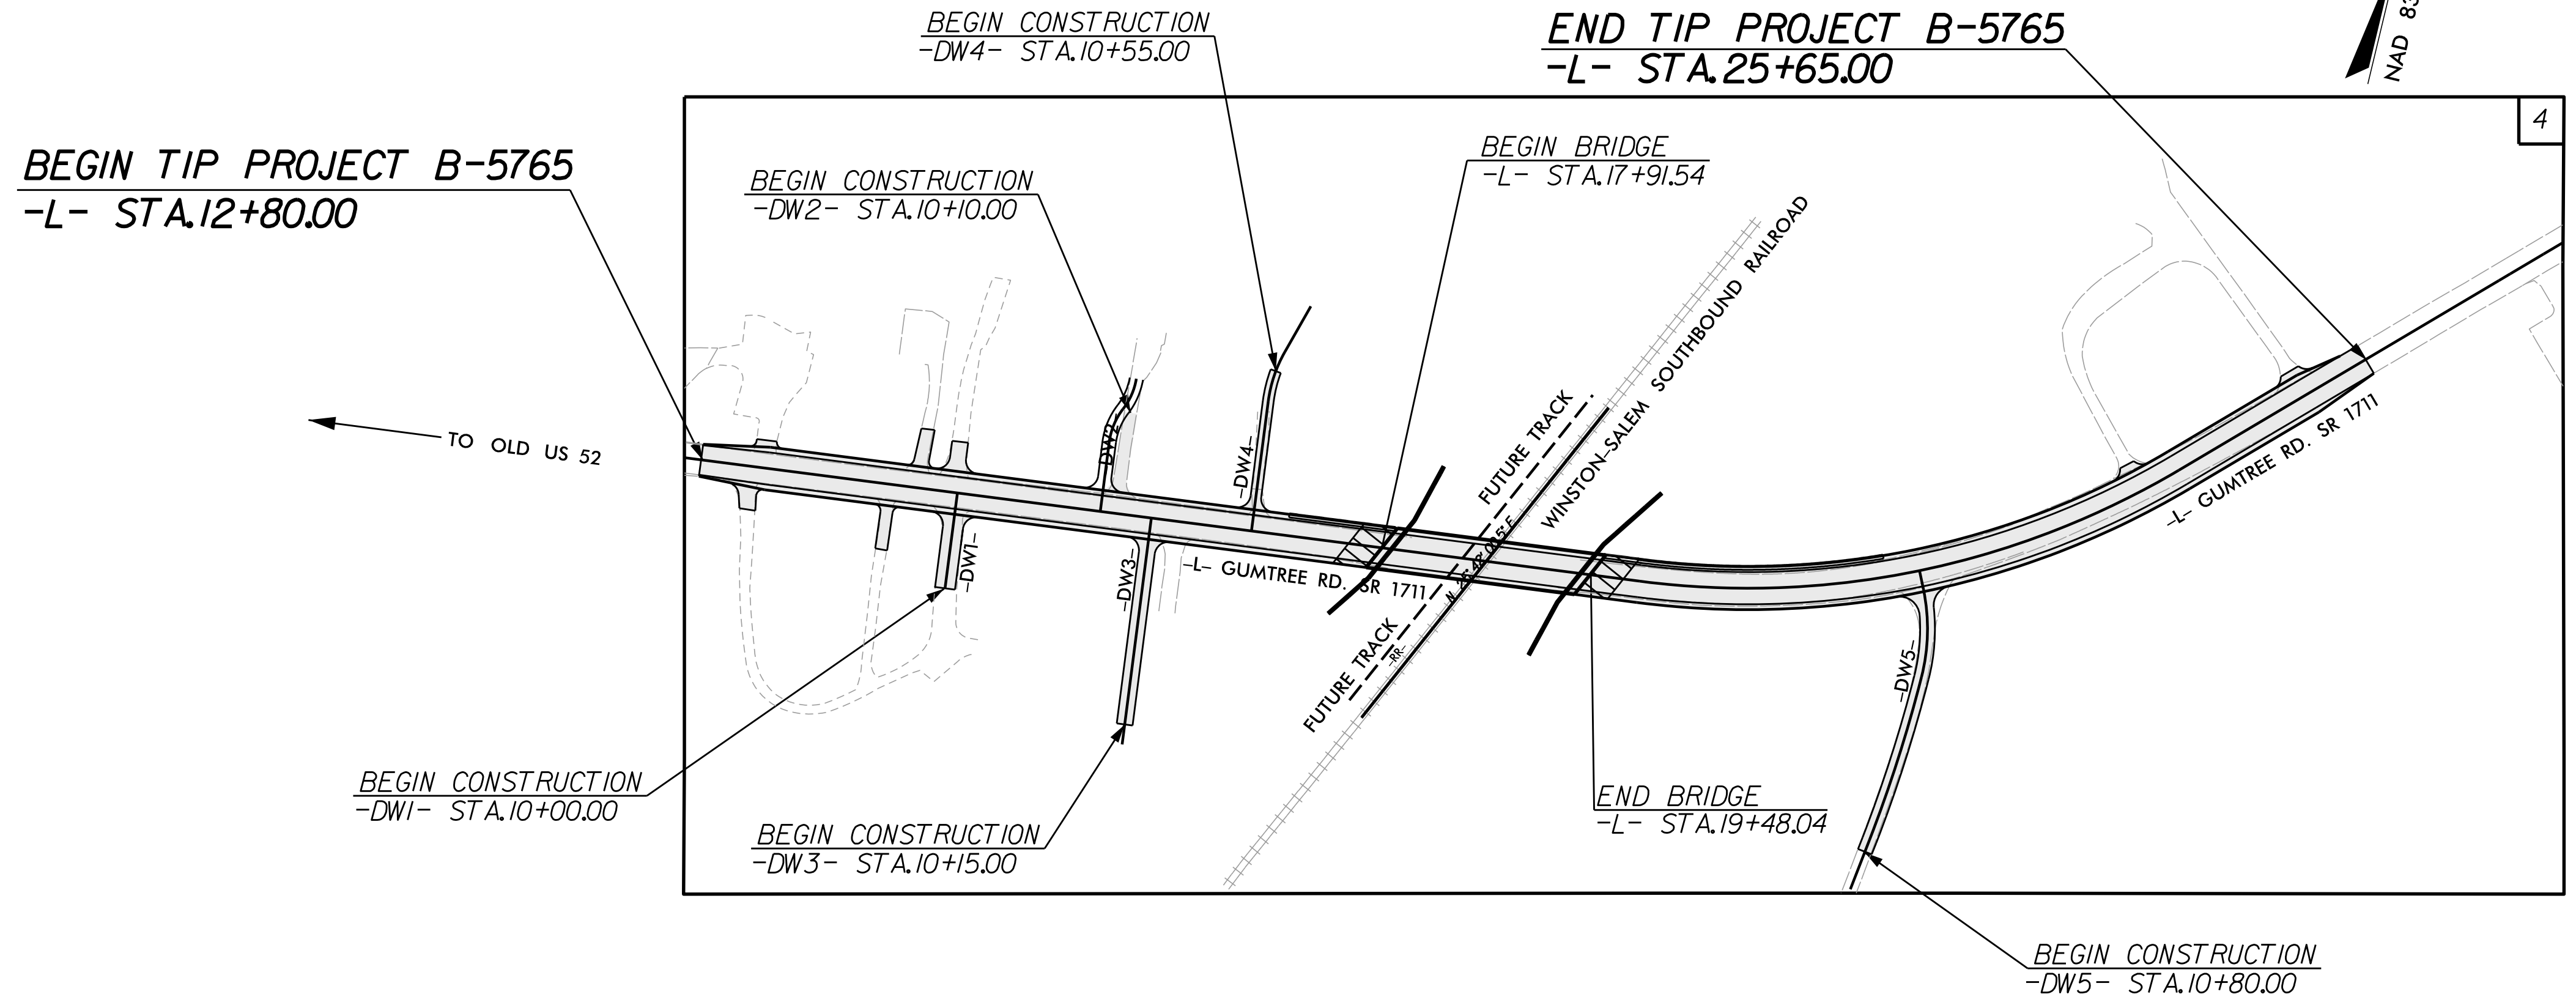 BEGIN CONSTRUCTION
-DW4- STA.10+55.00
END TIP PROJECT B-5765
-L- STA.25+65.00
NAD 83
4
BEGIN TIP PROJECT B-5765
-L- STA.12+80.00
BEGIN CONSTRUCTION
-DW2- STA.10+10.00
BEGIN BRIDGE
-L- STA.17+91.54
WINSTON-SALEM SOUTHBOUND RAILROAD
FUTURE TRACK
TO OLD US 52
-DW2-
-DW4-
-L- GUMTREE RD. SR 1711
-DW1-
-DW3-
-L- GUMTREE RD. SR 1711
FUTURE TRACK
-RR-
-DW5-
BEGIN CONSTRUCTION
-DW1- STA.10+00.00
BEGIN CONSTRUCTION
-DW3- STA.10+15.00
END BRIDGE
-L- STA.19+48.04
BEGIN CONSTRUCTION
-DW5- STA.10+80.00